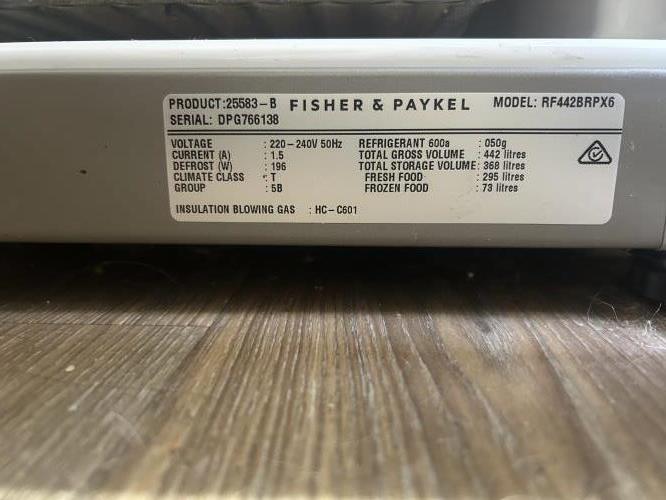 PRODUCT:25583-B FISHER & PAYKEL MODEL: RF442BRPX6
SERIAL: DPG766138
VOLTAGE : 220-240V 50Hz REFRIGERANT 600a : 050g
CURRENT (A) : 1.5 TOTAL GROSS VOLUME : 442 litres
DEFROST (W) : 196 TOTAL STORAGE VOLUME: 368 litres
CLIMATE CLASS : T FRESH FOOD : 295 litres
GROUP : 5B FROZEN FOOD : 73 litres
INSULATION BLOWING GAS : HC-C601